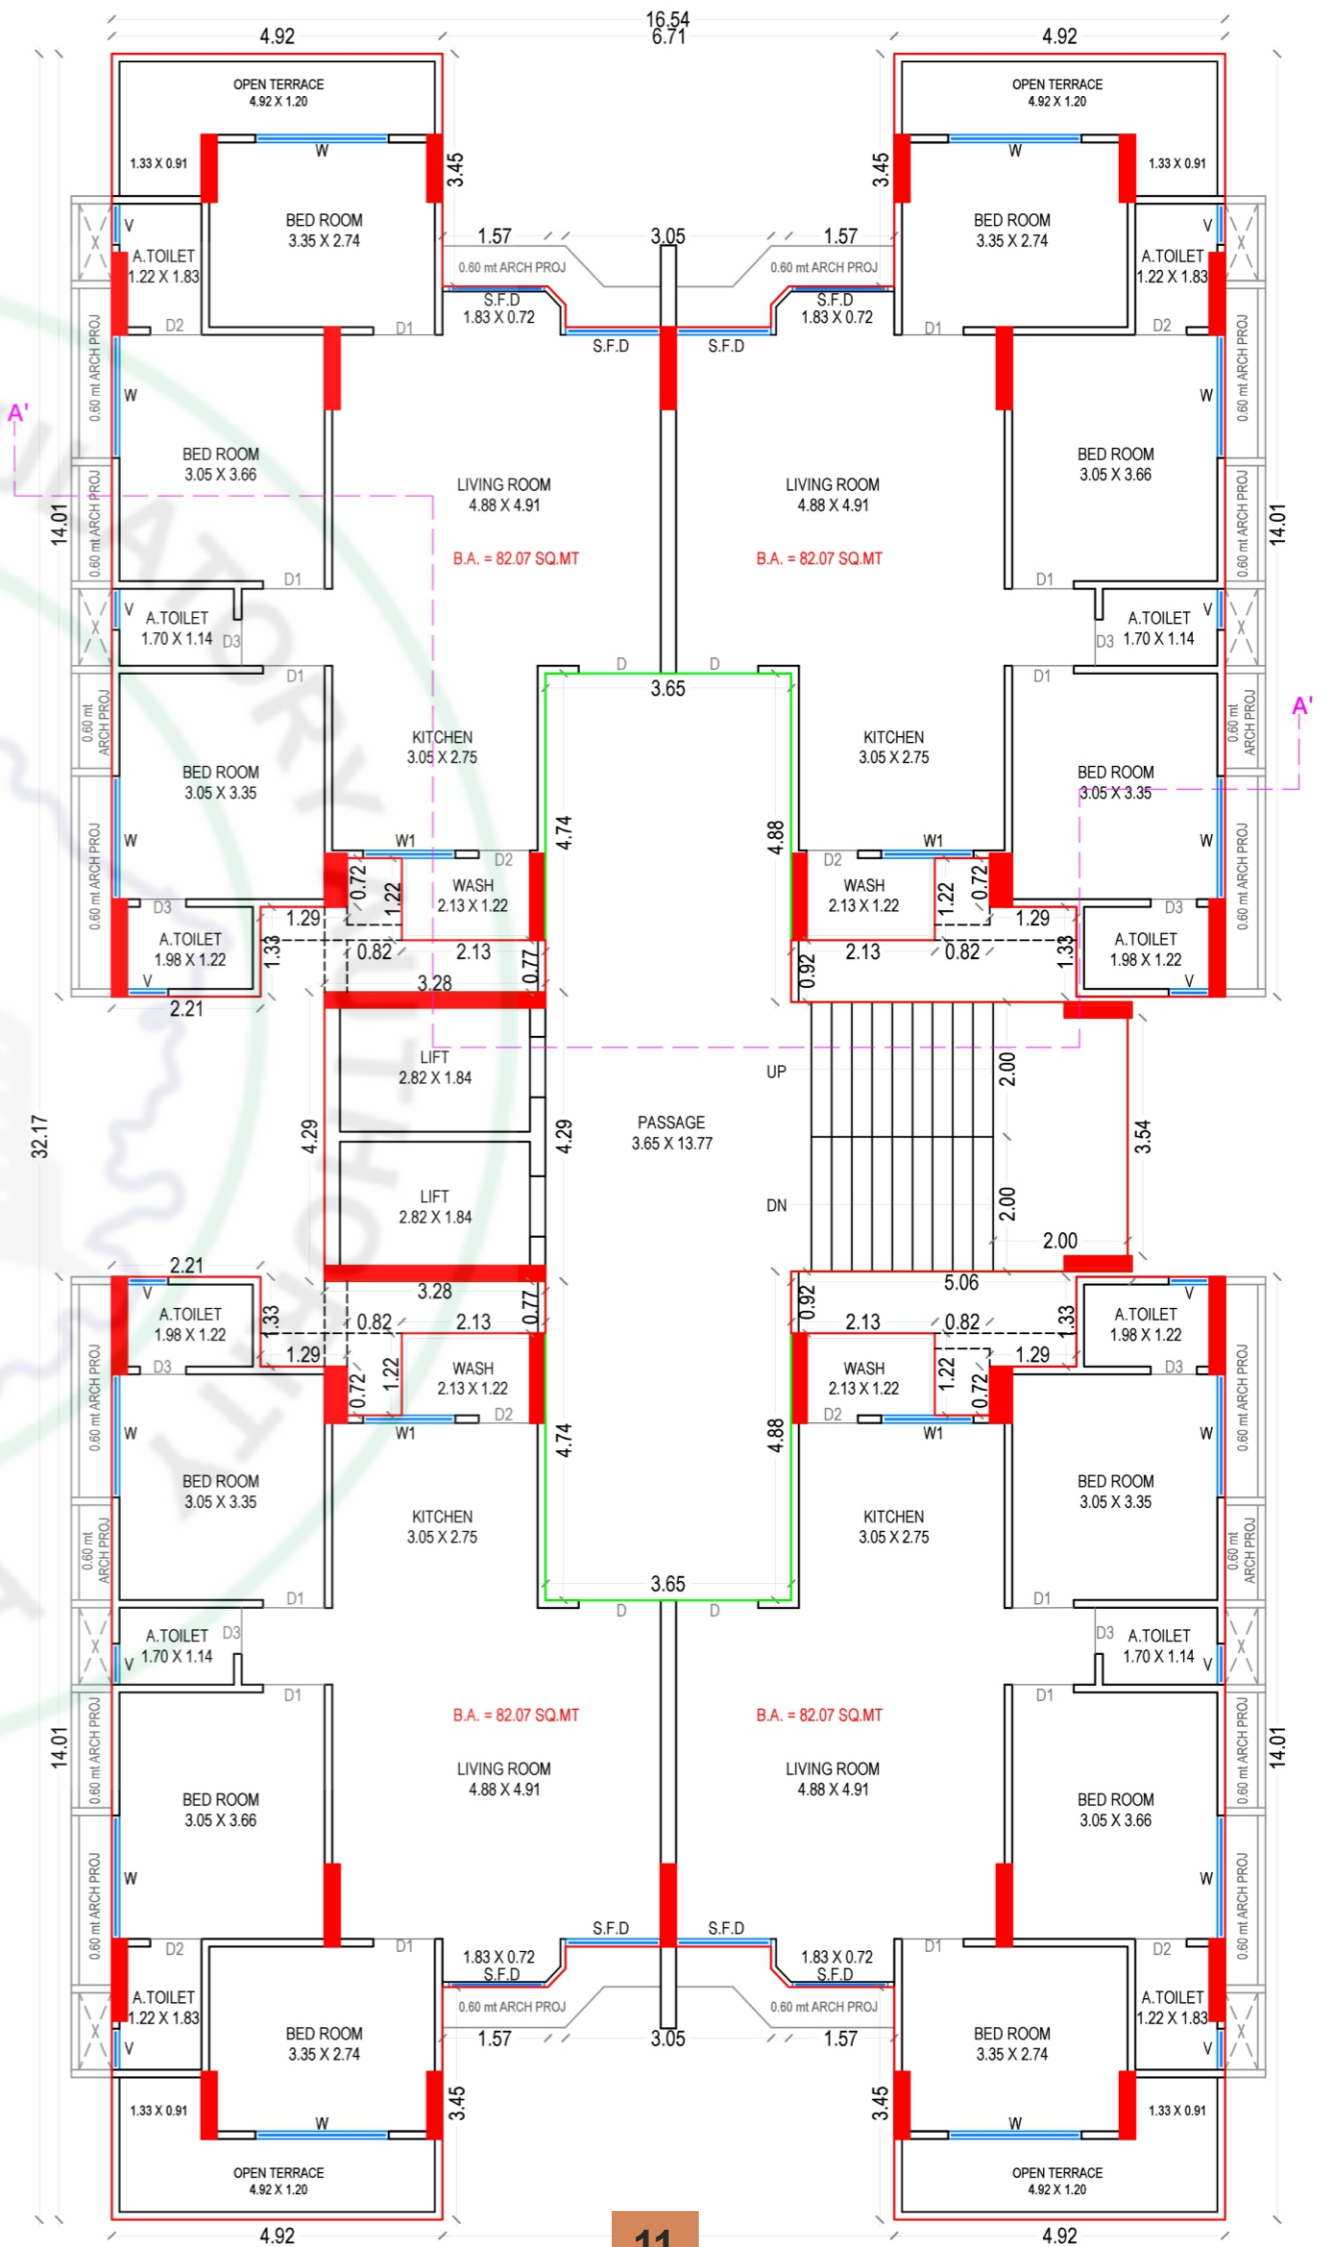 16.54
4.92
6.71
4.92
OPEN TERRACE
4.92 X 1.20
OPEN TERRACE
4.92 X 1.20
1.33 X 0.91
W
3.45
3.45
W
1.33 X 0.91
V
A.TOILET
1.22 X 1.83
BED ROOM
3.35 X 2.74
1.57
3.05
1.57
0.60 mt ARCH PROJ
0.60 mt ARCH PROJ
BED ROOM
3.35 X 2.74
V
A.TOILET
1.22 X 1.83
S.F.D
1.83 X 0.72
S.F.D
1.83 X 0.72
D2
D1
S.F.D
S.F.D
D1
D2
0.60 mt ARCH PROJ
W
W
0.60 mt ARCH PROJ
A'
BED ROOM
3.05 X 3.66
LIVING ROOM
4.88 X 4.91
LIVING ROOM
4.88 X 4.91
BED ROOM
3.05 X 3.66
14.01
0.60 mt ARCH PROJ
0.60 mt ARCH PROJ
14.01
B.A. = 82.07 SQ.MT
B.A. = 82.07 SQ.MT
D1
D1
V
A.TOILET
1.70 X 1.14
D3
D3
A.TOILET
1.70 X 1.14
V
D1
D
D
D1
3.65
0.60 mt
ARCH PROJ
0.60 mt
ARCH PROJ
A'
BED ROOM
3.05 X 3.35
KITCHEN
3.05 X 2.75
KITCHEN
3.05 X 2.75
BED ROOM
3.05 X 3.35
0.60 mt ARCH PROJ
W
W1
D2
4.74
4.88
D2
W1
W
0.60 mt ARCH PROJ
0.72
1.22
WASH
2.13 X 1.22
WASH
2.13 X 1.22
1.22
0.72
D3
A.TOILET
1.98 X 1.22
V
1.29
1.33
0.82
2.13
0.77
3.28
2.21
2.13
0.82
0.92
1.29
1.33
D3
A.TOILET
1.98 X 1.22
V
LIFT
2.82 X 1.84
UP
2.00
32.17
4.29
4.29
PASSAGE
3.65 X 13.77
3.54
LIFT
2.82 X 1.84
DN
2.00
2.00
2.21
V
A.TOILET
1.98 X 1.22
D3
1.33
1.29
3.28
0.77
0.82
2.13
0.72
1.22
WASH
2.13 X 1.22
5.06
0.92
2.13
0.82
WASH
2.13 X 1.22
1.22
0.72
1.33
1.29
V
A.TOILET
1.98 X 1.22
D3
0.60 mt ARCH PROJ
W
W1
D2
4.74
4.88
D2
W1
W
0.60 mt ARCH PROJ
BED ROOM
3.05 X 3.35
KITCHEN
3.05 X 2.75
KITCHEN
3.05 X 2.75
BED ROOM
3.05 X 3.35
0.60 mt
ARCH PROJ
0.60 mt
ARCH PROJ
3.65
D1
D
D
D1
A.TOILET
1.70 X 1.14
V
D3
D3
A.TOILET
1.70 X 1.14
V
D1
D1
B.A. = 82.07 SQ.MT
B.A. = 82.07 SQ.MT
14.01
0.60 mt ARCH PROJ
0.60 mt ARCH PROJ
14.01
LIVING ROOM
4.88 X 4.91
LIVING ROOM
4.88 X 4.91
BED ROOM
3.05 X 3.66
BED ROOM
3.05 X 3.66
W
W
0.60 mt ARCH PROJ
0.60 mt ARCH PROJ
D2
D1
S.F.D
S.F.D
D1
D2
1.83 X 0.72
S.F.D
1.83 X 0.72
S.F.D
A.TOILET
1.22 X 1.83
V
0.60 mt ARCH PROJ
0.60 mt ARCH PROJ
A.TOILET
1.22 X 1.83
V
BED ROOM
3.35 X 2.74
1.57
3.05
1.57
BED ROOM
3.35 X 2.74
1.33 X 0.91
W
3.45
3.45
W
1.33 X 0.91
OPEN TERRACE
4.92 X 1.20
OPEN TERRACE
4.92 X 1.20
4.92
11
4.92
ULATORY AUTHORITY